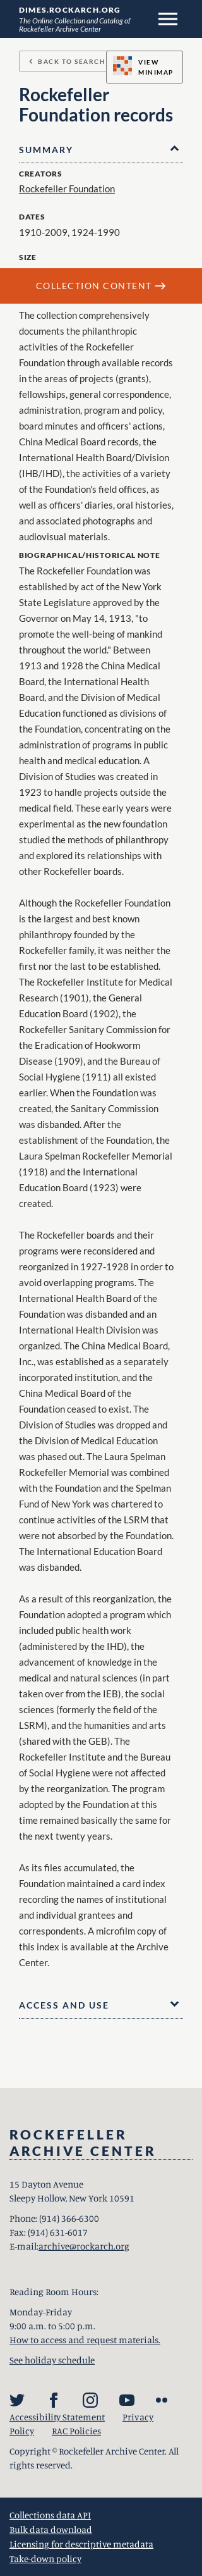 DIMES.ROCKARCH.ORG
The Online Collection and Catalog of
Rockefeller Archive Center
BACK TO SEARCH
VIEW
MINIMAP
Rockefeller
Foundation records
SUMMARY
CREATORS
Rockefeller Foundation
DATES
1910-2009, 1924-1990
SIZE
COLLECTION CONTENT
The collection comprehensively
documents the philanthropic
activities of the Rockefeller
Foundation through available records
in the areas of projects (grants),
fellowships, general correspondence,
administration, program and policy,
board minutes and officers' actions,
China Medical Board records, the
International Health Board/Division
(IHB/IHD), the activities of a variety
of the Foundation's field offices, as
well as officers' diaries, oral histories,
and associated photographs and
audiovisual materials.
BIOGRAPHICAL/HISTORICAL NOTE
The Rockefeller Foundation was
established by act of the New York
State Legislature approved by the
Governor on May 14, 1913, "to
promote the well-being of mankind
throughout the world." Between
1913 and 1928 the China Medical
Board, the International Health
Board, and the Division of Medical
Education functioned as divisions of
the Foundation, concentrating on the
administration of programs in public
health and medical education. A
Division of Studies was created in
1923 to handle projects outside the
medical field. These early years were
experimental as the new foundation
studied the methods of philanthropy
and explored its relationships with
other Rockefeller boards.
Although the Rockefeller Foundation
is the largest and best known
philanthropy founded by the
Rockefeller family, it was neither the
first nor the last to be established.
The Rockefeller Institute for Medical
Research (1901), the General
Education Board (1902), the
Rockefeller Sanitary Commission for
the Eradication of Hookworm
Disease (1909), and the Bureau of
Social Hygiene (1911) all existed
earlier. When the Foundation was
created, the Sanitary Commission
was disbanded. After the
establishment of the Foundation, the
Laura Spelman Rockefeller Memorial
(1918) and the International
Education Board (1923) were
created.
The Rockefeller boards and their
programs were reconsidered and
reorganized in 1927-1928 in order to
avoid overlapping programs. The
International Health Board of the
Foundation was disbanded and an
International Health Division was
organized. The China Medical Board,
Inc., was established as a separately
incorporated institution, and the
China Medical Board of the
Foundation ceased to exist. The
Division of Studies was dropped and
the Division of Medical Education
was phased out. The Laura Spelman
Rockefeller Memorial was combined
with the Foundation and the Spelman
Fund of New York was chartered to
continue activities of the LSRM that
were not absorbed by the Foundation.
The International Education Board
was disbanded.
As a result of this reorganization, the
Foundation adopted a program which
included public health work
(administered by the IHD), the
advancement of knowledge in the
medical and natural sciences (in part
taken over from the IEB), the social
sciences (formerly the field of the
LSRM), and the humanities and arts
(shared with the GEB). The
Rockefeller Institute and the Bureau
of Social Hygiene were not affected
by the reorganization. The program
adopted by the Foundation at this
time remained basically the same for
the next twenty years.
As its files accumulated, the
Foundation maintained a card index
recording the names of institutional
and individual grantees and
correspondents. A microfilm copy of
this index is available at the Archive
Center.
ACCESS AND USE
ROCKEFELLER
ARCHIVE CENTER
15 Dayton Avenue
Sleepy Hollow, New York 10591
Phone: (914) 366-6300
Fax: (914) 631-6017
E-mail:archive@rockarch.org
Reading Room Hours:
Monday-Friday
9:00 a.m. to 5:00 p.m.
How to access and request materials.
See holiday schedule
Accessibility Statement Privacy
Policy RAC Policies
Copyright © Rockefeller Archive Center. All
rights reserved.
Collections data API
Bulk data download
Licensing for descriptive metadata
Take-down policy